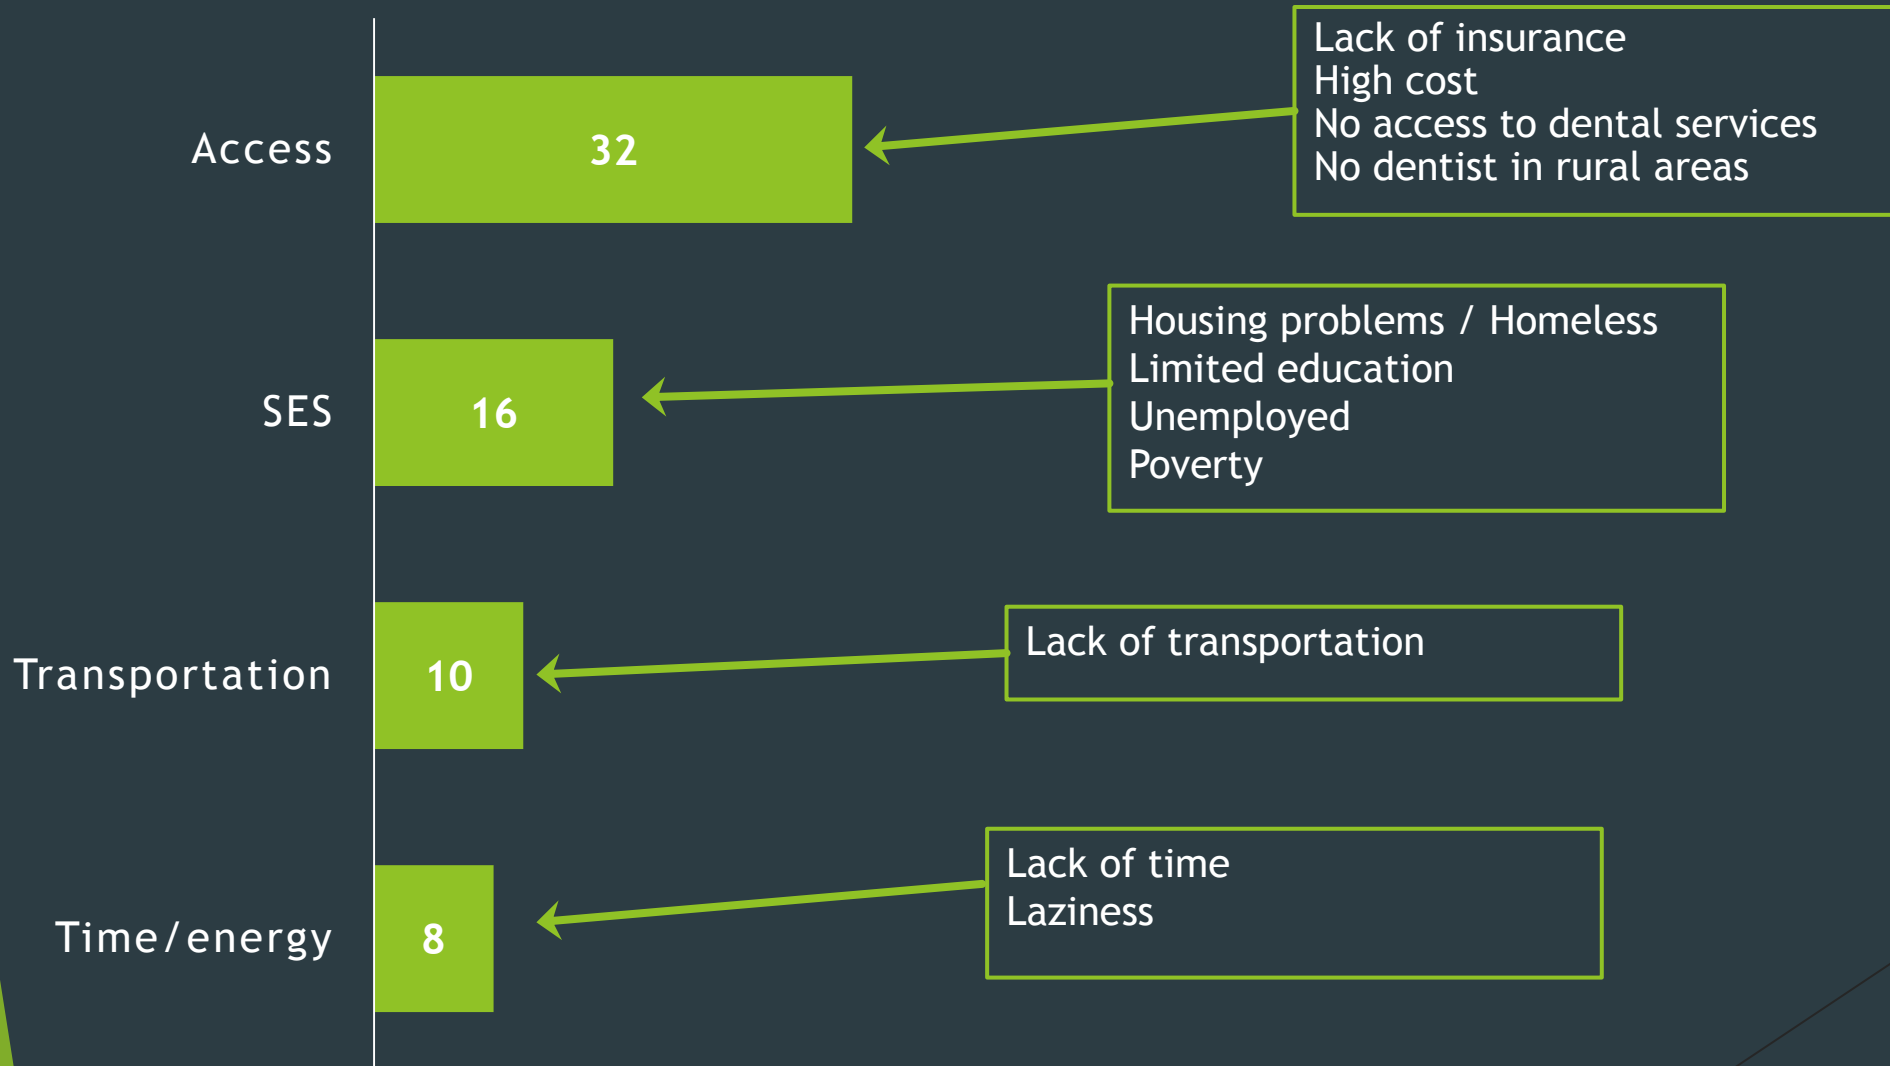 Access
32
Lack of insurance
High cost
No access to dental services
No dentist in rural areas
SES
16
Housing problems / Homeless
Limited education
Unemployed
Poverty
Transportation
10
Lack of transportation
Time/energy
8
Lack of time
Laziness